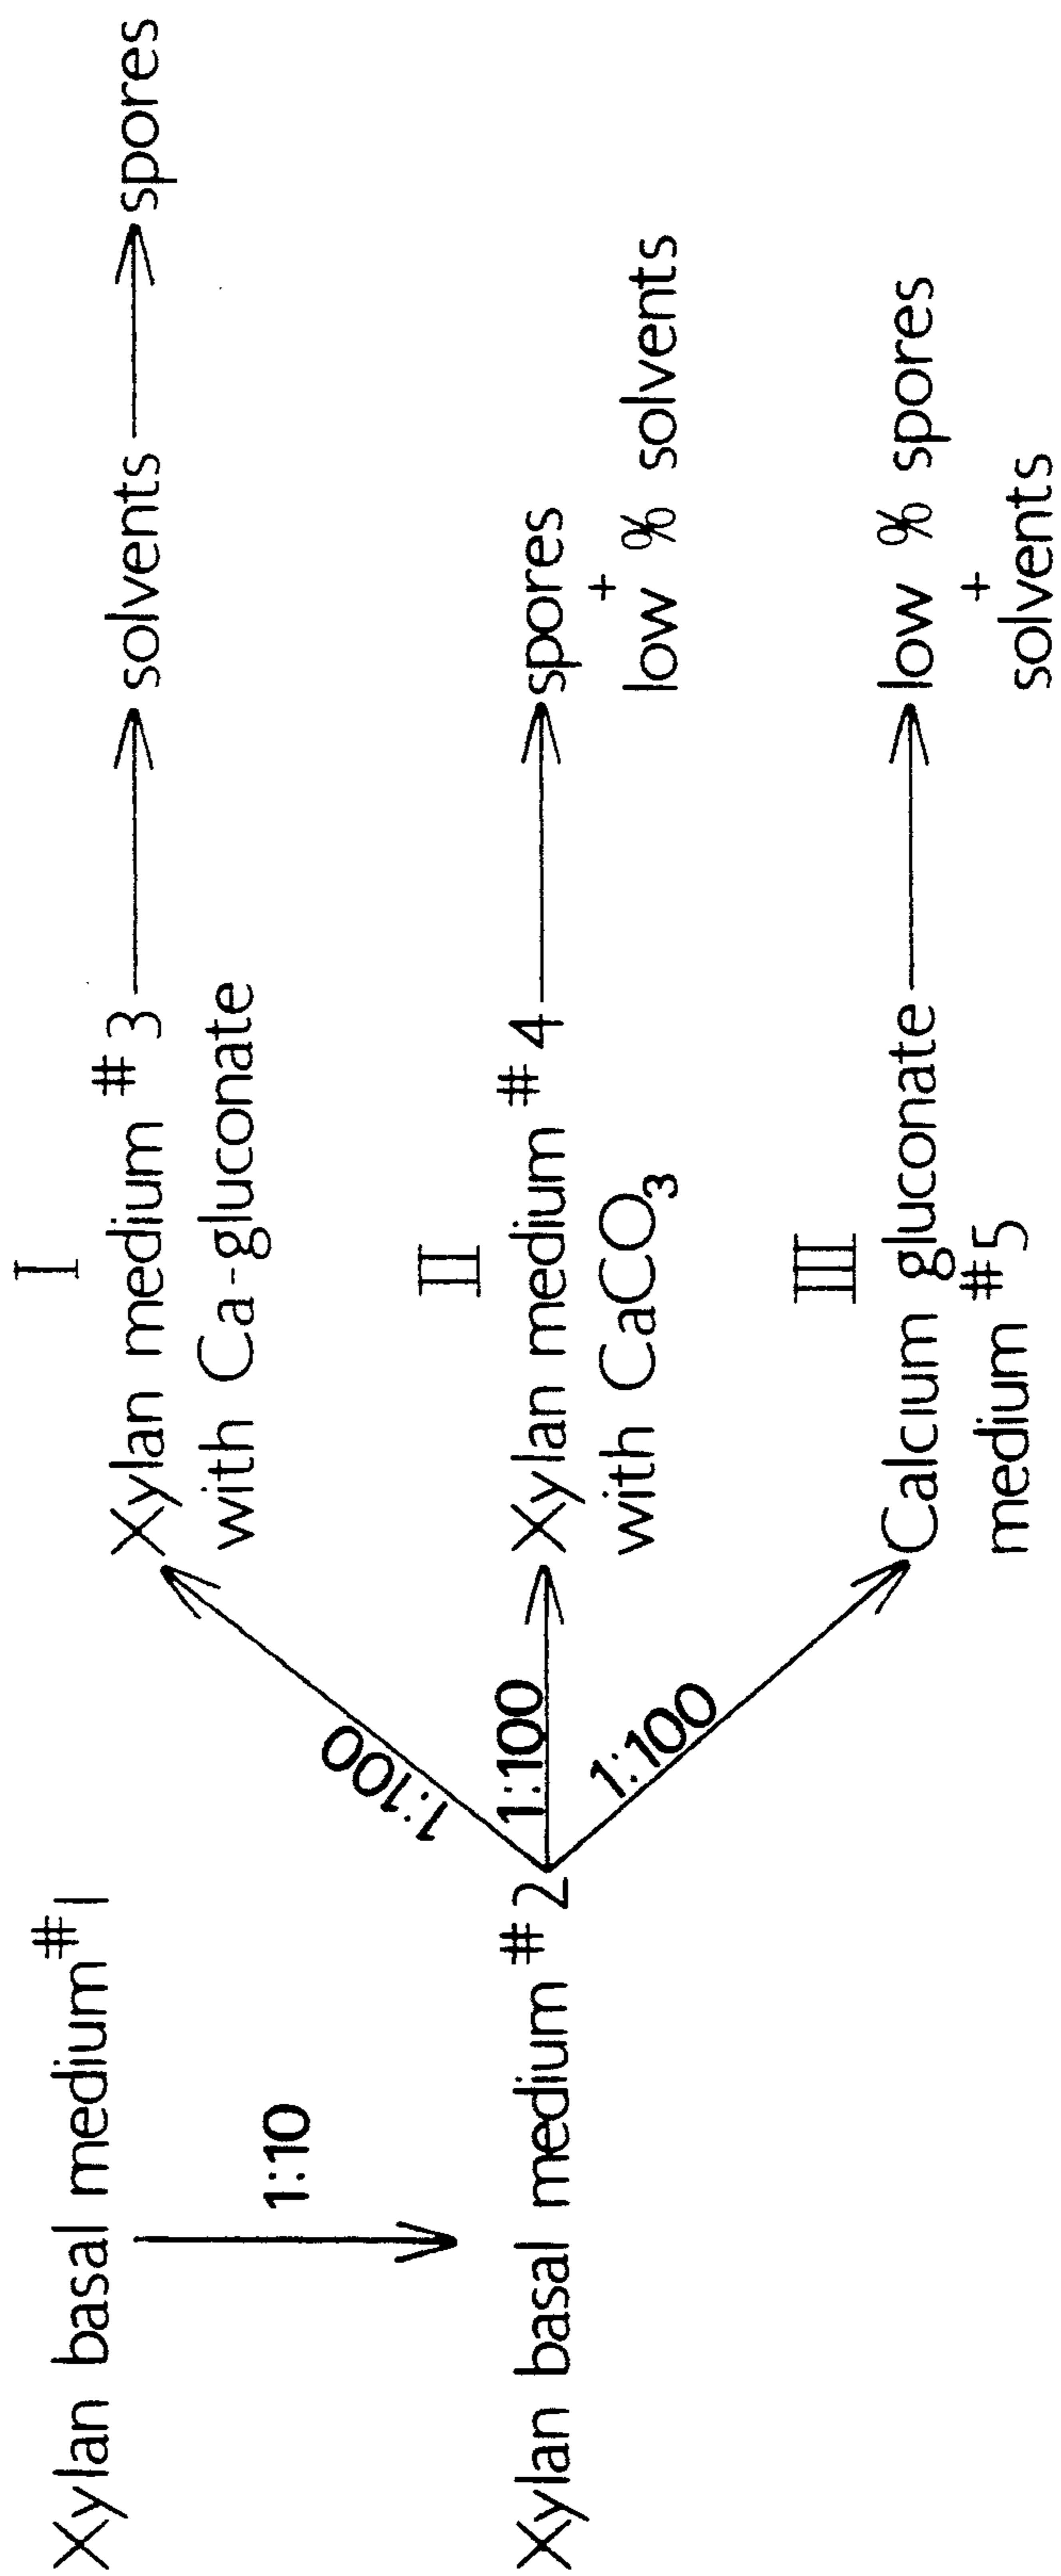 Xylan basal medium #1
1:10
Xylan basal medium #2
1:100
1:100
1:100
I
Xylan medium #3
with Ca-gluconate
solvents
spores
II
Xylan medium #4
with CaCO3
spores
+
low % solvents
III
Calcium gluconate
medium #5
low % spores
+
solvents